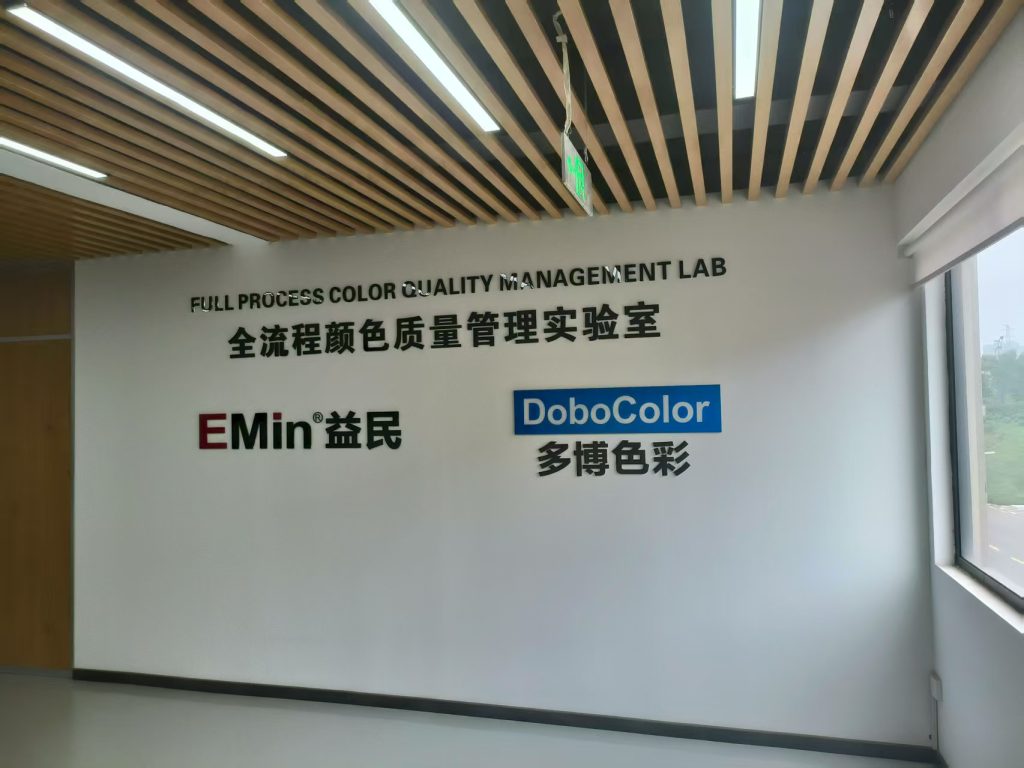 FULL PROCESS COLOR QUALITY MANAGEMENT LAB
全流程颜色质量管理实验室
EMin®益民
DoboColor
多博色彩